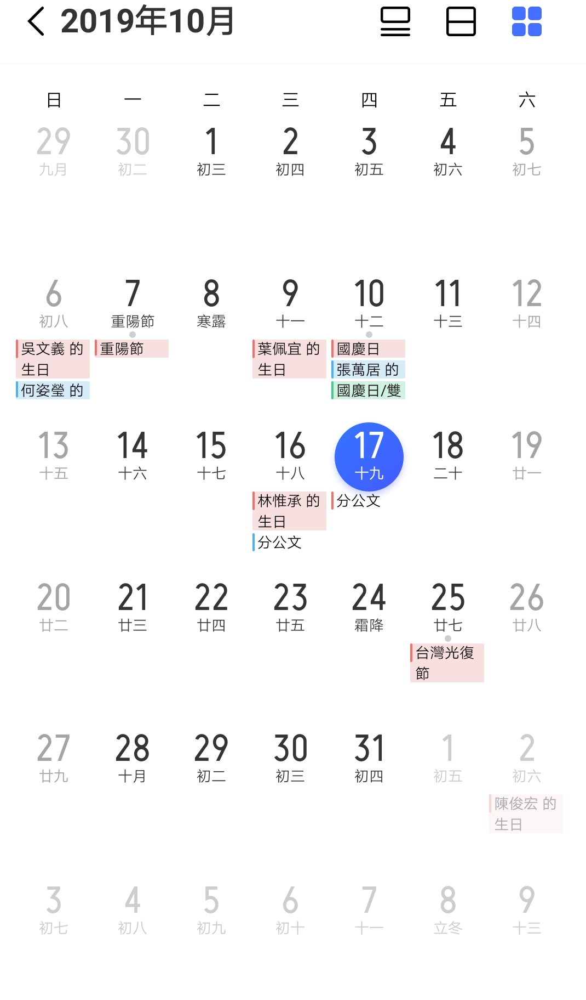 2019年10月
日 一 二 三 四 五 六
29 30 1 2 3 4 5
九月 初二 初三 初四 初五 初六 初七
6 7 8 9 10 11 12
初八 重陽節 寒露 十一 十二 十三 十四
吳文義 的 重陽節 葉佩宜 的 國慶日
生日 生日 張萬居 的
何姿瑩 的 國慶日/雙
13 14 15 16 17 18 19
十五 十六 十七 十八 十九 二十 廿一
林惟承 的 分公文
生日
分公文
20 21 22 23 24 25 26
廿二 廿三 廿四 廿五 霜降 廿七 廿八
台灣光復
節
27 28 29 30 31 1 2
廿九 十月 初二 初三 初四 初五 初六
陳俊宏 的
生日
3 4 5 6 7 8 9
初七 初八 初九 初十 十一 立冬 十三